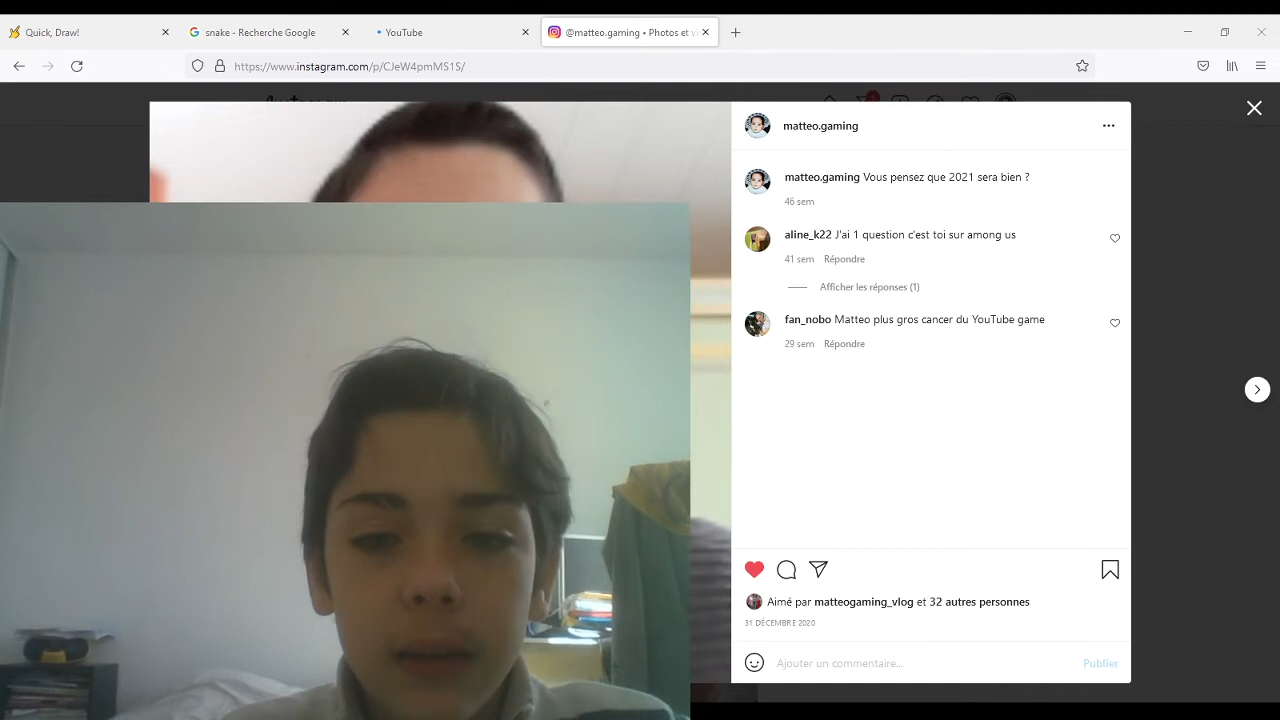 Quick, Draw!
snake - Recherche Google
YouTube
@matteo.gaming • Photos et vi
https://www.instagram.com/p/CJeW4pmMS1S/
matteo.gaming
matteo.gaming Vous pensez que 2021 sera bien ?
46 sem
aline_k22 J'ai 1 question c'est toi sur among us
41 sem Répondre
Afficher les réponses (1)
fan_nobo Matteo plus gros cancer du YouTube game
29 sem Répondre
Aimé par matteogaming_vlog et 32 autres personnes
31 DÉCEMBRE 2020
Ajouter un commentaire...
Publier